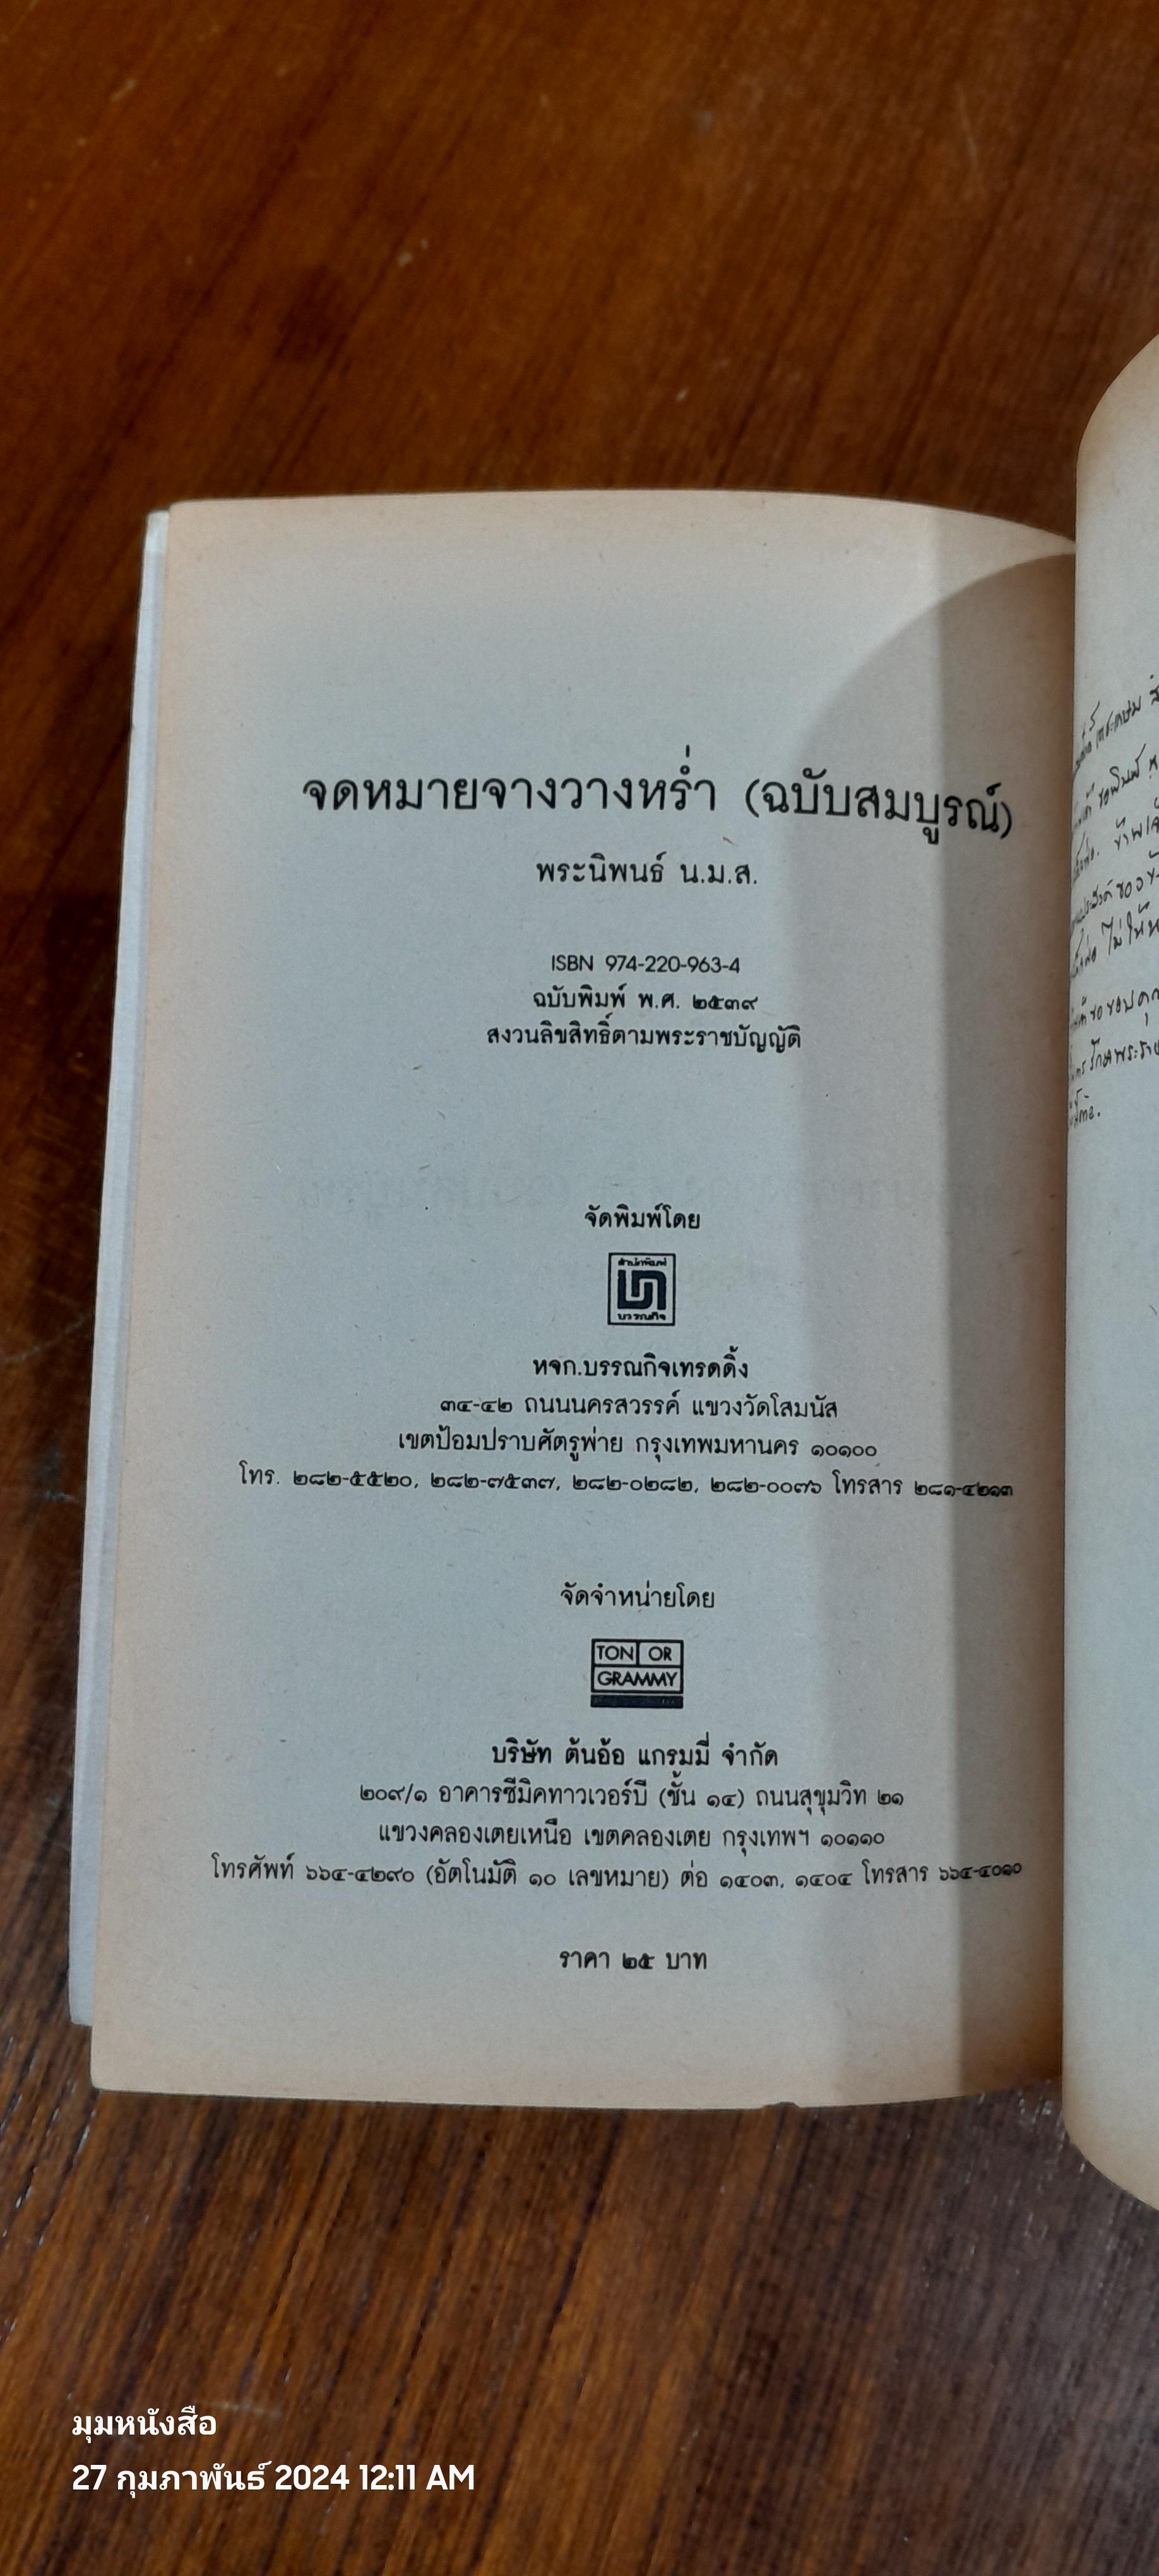 จดหมายจางวางหร่ำ (ฉบับสมบูรณ์)
พระนิพนธ์ น.ม.ส.
ISBN 974-220-963-4
ฉบับพิมพ์ พ.ศ. ๒๕๓๙
สงวนลิขสิทธิ์ตามพระราชบัญญัติ
จัดพิมพ์โดย
สำนักพิมพ์
บรรณกิจ
หจก.บรรณกิจเทรดดิ้ง
๓๔-๔๒ ถนนนครสวรรค์ แขวงวัดโสมนัส
เขตป้อมปราบศัตรูพ่าย กรุงเทพมหานคร ๑๐๑๐๐
โทร. ๒๘๒-๕๕๒๐, ๒๘๒-๗๕๓๗, ๒๘๒-๐๒๘๒, ๒๘๒-๐๐๗๖ โทรสาร ๒๘๑-๔๒๑๓
จัดจำหน่ายโดย
TON OR
GRAMMY
บริษัท ต้นอ้อ แกรมมี่ จำกัด
๒๐๙/๑ อาคารซีมิคทาวเวอร์บี (ชั้น ๑๔) ถนนสุขุมวิท ๒๑
แขวงคลองเตยเหนือ เขตคลองเตย กรุงเทพฯ ๑๐๑๑๐
โทรศัพท์ ๖๖๔-๔๒๙๐ (อัตโนมัติ ๑๐ เลขหมาย) ต่อ ๑๔๐๓, ๑๔๐๔ โทรสาร ๖๖๔-๔๐๑๐
ราคา ๒๕ บาท
มุมหนังสือ
27 กุมภาพันธ์ 2024 12:11 AM